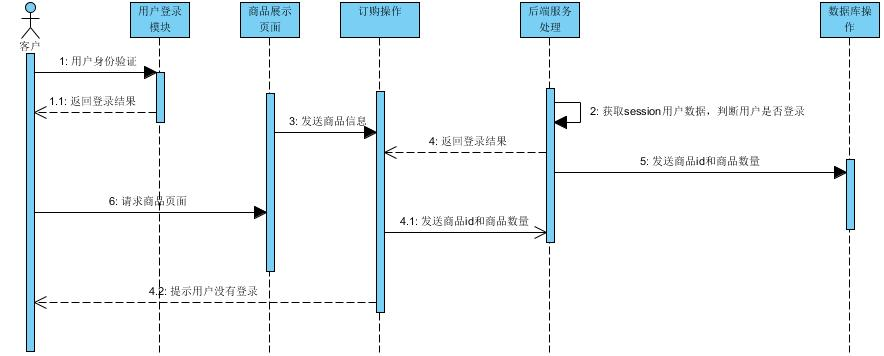 用户登录
模块
商品展示
页面
订购操作
后端服务
处理
数据库操
作
客户
1: 用户身份验证
1.1: 返回登录结果
2: 获取session用户数据，判断用户是否登录
3: 发送商品信息
4: 返回登录结果
5: 发送商品id和商品数量
6: 请求商品页面
4.1: 发送商品id和商品数量
4.2: 提示用户没有登录